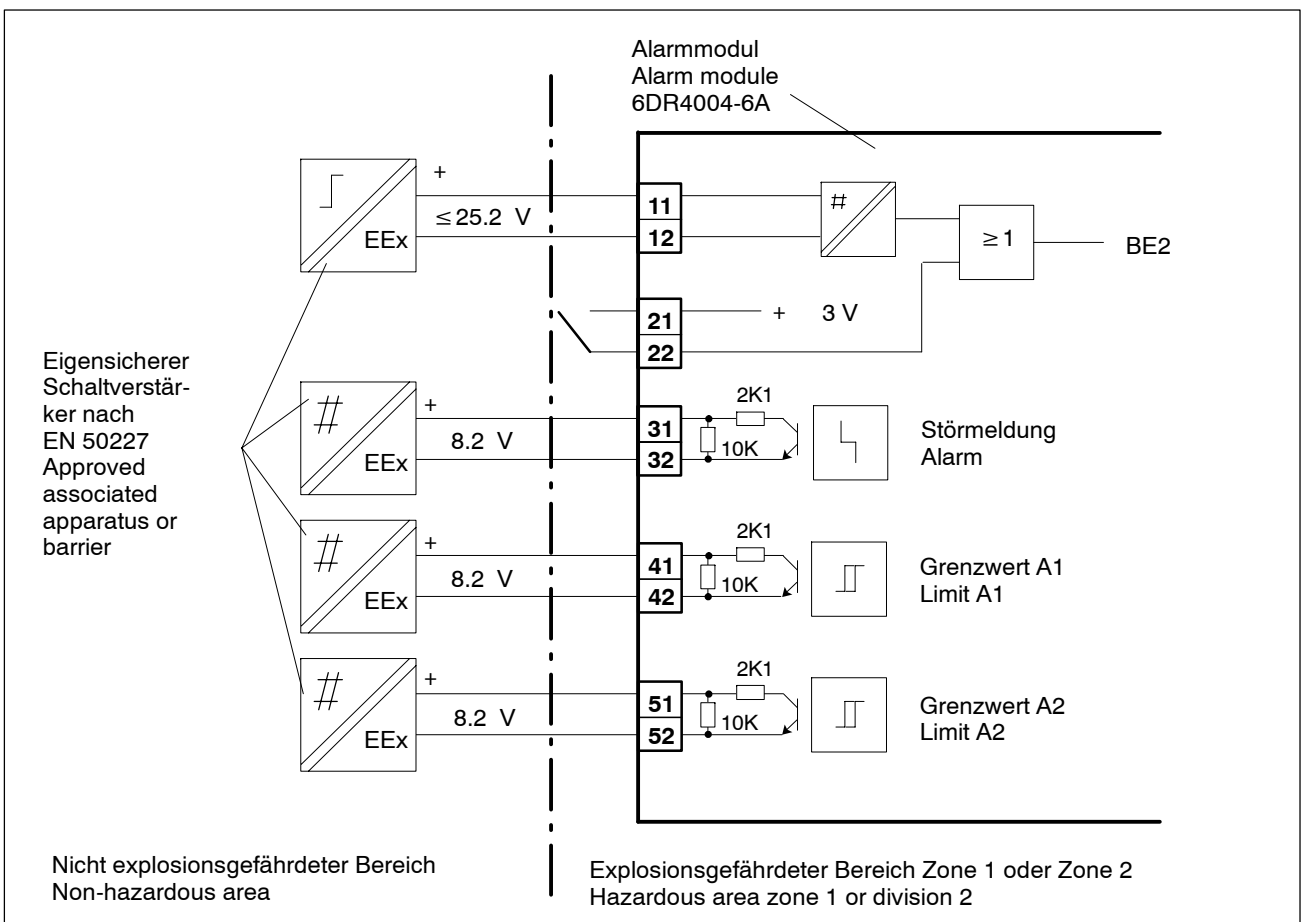 Alarmmodul
Alarm module
6DR4004-6A
+
≤ 25.2 V
EEx
11
12
#
≥ 1
BE2
21
22
+ 3 V
Eigensicherer
Schaltverstär-
ker nach
EN 50227
Approved
associated
apparatus or
barrier
#
+
8.2 V
EEx
31
32
2K1
10K
Störmeldung
Alarm
#
+
8.2 V
EEx
41
42
2K1
10K
Grenzwert A1
Limit A1
#
+
8.2 V
EEx
51
52
2K1
10K
Grenzwert A2
Limit A2
Nicht explosionsgefährdeter Bereich
Non-hazardous area
Explosionsgefährdeter Bereich Zone 1 oder Zone 2
Hazardous area zone 1 or division 2